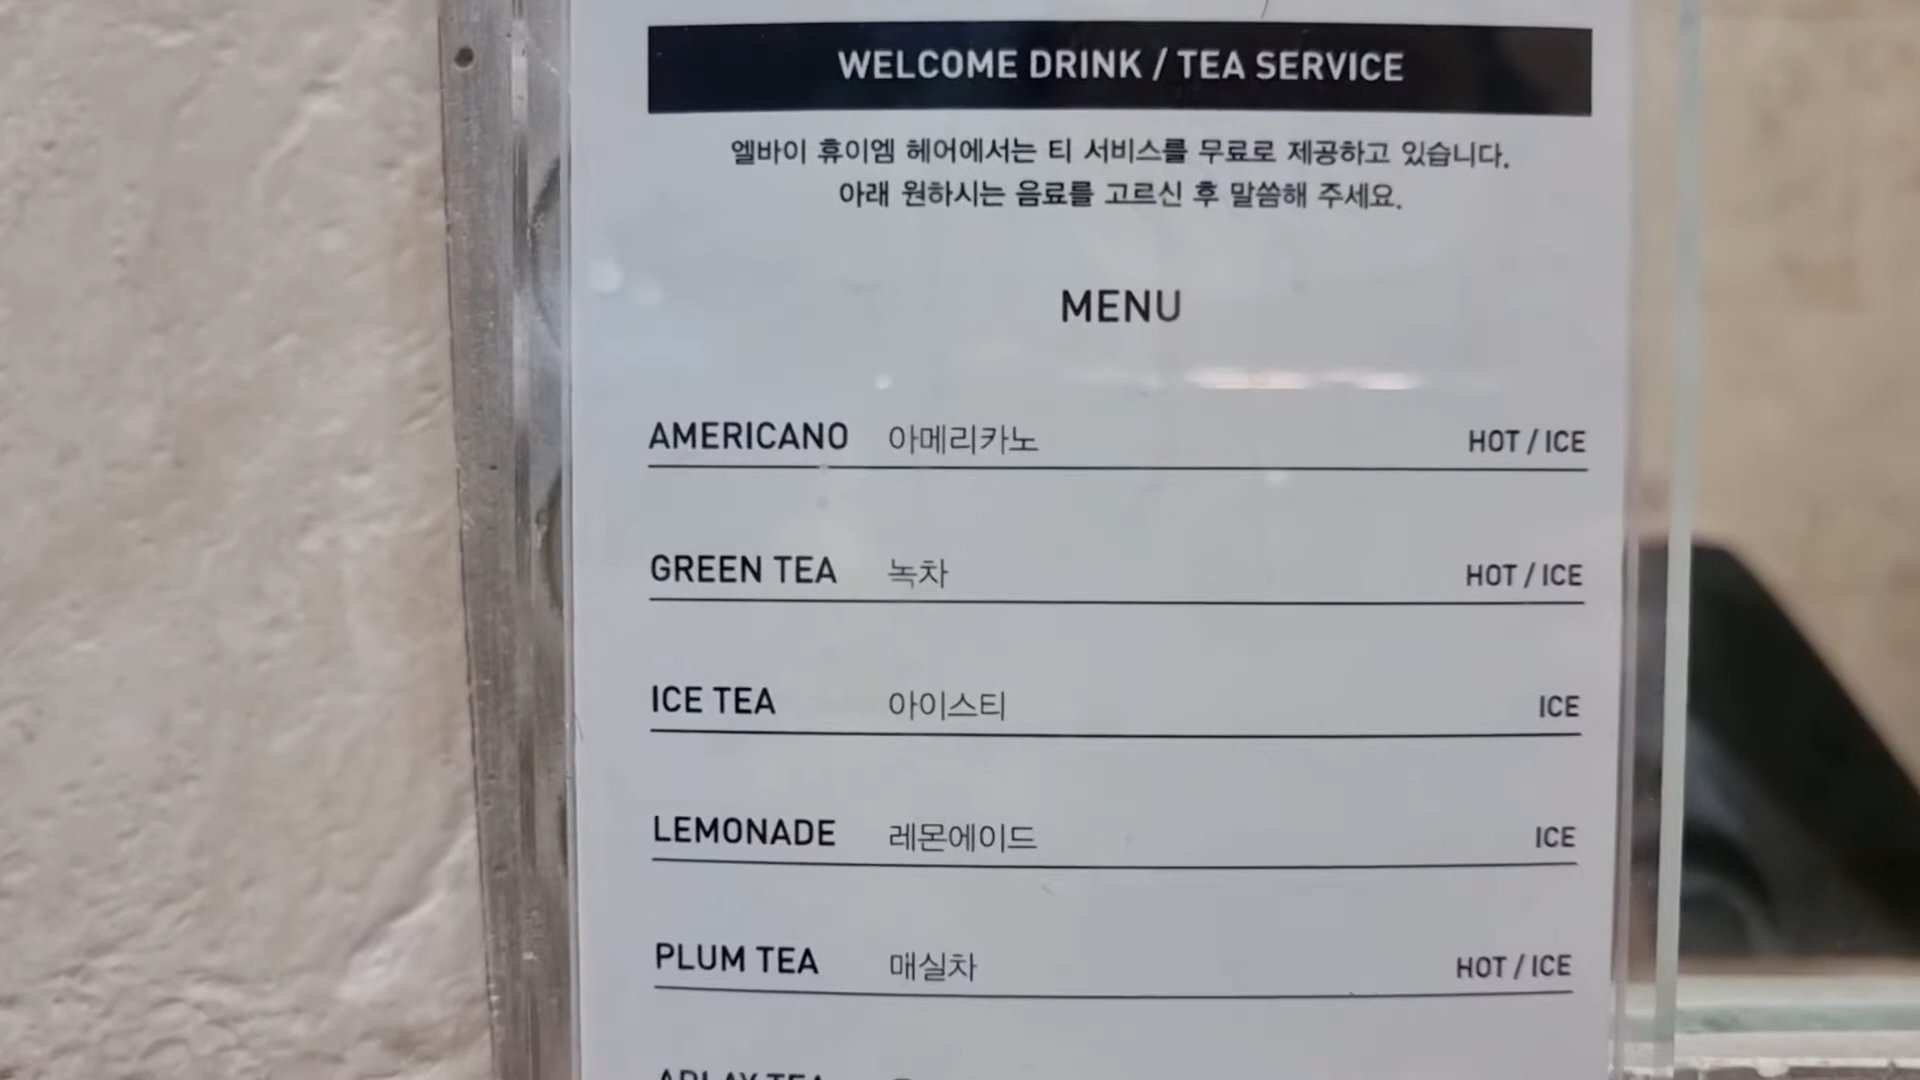 WELCOME DRINK / TEA SERVICE
엘바이 휴이엠 헤어에서는 티 서비스를 무료로 제공하고 있습니다.
아래 원하시는 음료를 고르신 후 말씀해 주세요.
MENU
AMERICANO 아메리카노 HOT / ICE
GREEN TEA 녹차 HOT / ICE
ICE TEA 아이스티 ICE
LEMONADE 레몬에이드 ICE
PLUM TEA 매실차 HOT / ICE